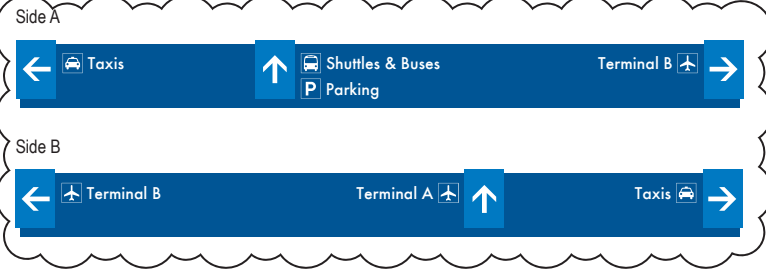 Side A
Taxis
Shuttles & Buses
Terminal B
P Parking
Side B
Terminal B
Terminal A
Taxis